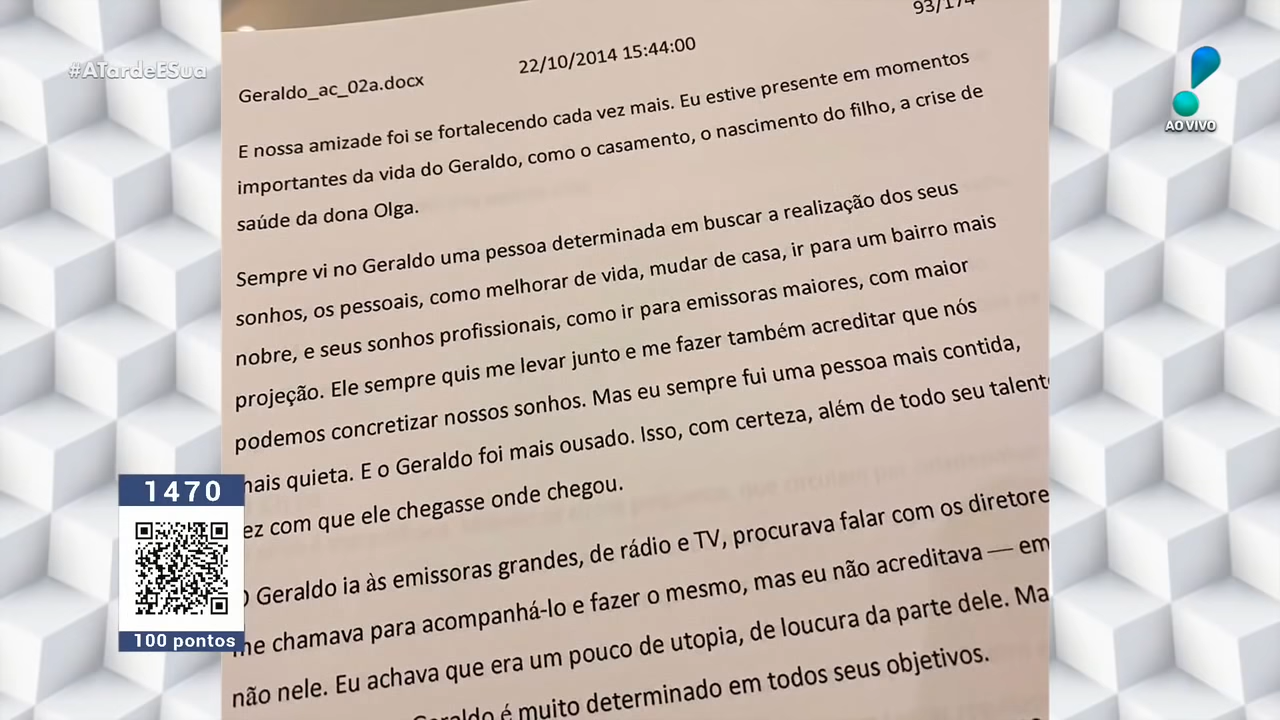 #ATardeESua
AO VIVO
93/174
Geraldo_ac_02a.docx 22/10/2014 15:44:00
E nossa amizade foi se fortalecendo cada vez mais. Eu estive presente em momentos
importantes da vida do Geraldo, como o casamento, o nascimento do filho, a crise de
saúde da dona Olga.
Sempre vi no Geraldo uma pessoa determinada em buscar a realização dos seus
sonhos, os pessoais, como melhorar de vida, mudar de casa, ir para um bairro mais
nobre, e seus sonhos profissionais, como ir para emissoras maiores, com maior
projeção. Ele sempre quis me levar junto e me fazer também acreditar que nós
podemos concretizar nossos sonhos. Mas eu sempre fui uma pessoa mais contida,
mais quieta. E o Geraldo foi mais ousado. Isso, com certeza, além de todo seu talent
ez com que ele chegasse onde chegou.
O Geraldo ia às emissoras grandes, de rádio e TV, procurava falar com os diretore
me chamava para acompanhá-lo e fazer o mesmo, mas eu não acreditava — em
não nele. Eu achava que era um pouco de utopia, de loucura da parte dele. Ma
Geraldo é muito determinado em todos seus objetivos.
1470
100 pontos